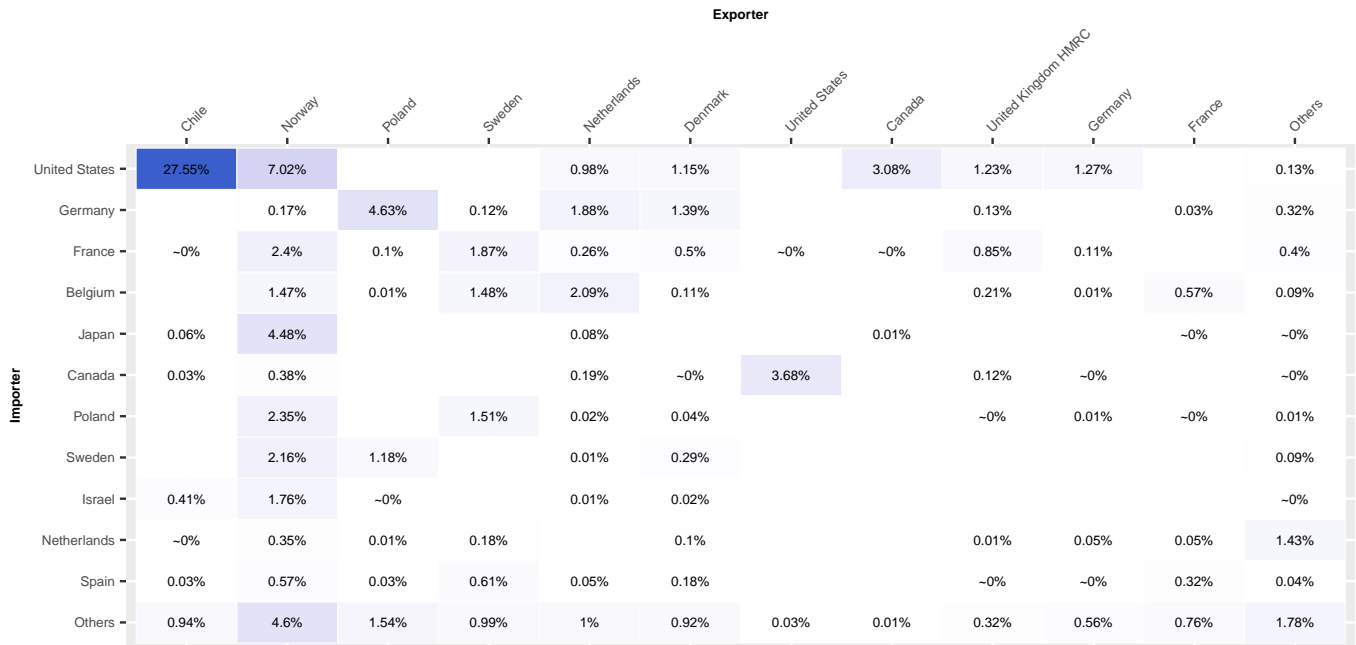 Exporter
Chile Norway Poland Sweden Netherlands Denmark United States Canada United Kingdom HMRC Germany France Others
Importer
United States 27.55% 7.02% 0.98% 1.15% 3.08% 1.23% 1.27% 0.13%
Germany 0.17% 4.63% 0.12% 1.88% 1.39% 0.13% 0.03% 0.32%
France ~0% 2.4% 0.1% 1.87% 0.26% 0.5% ~0% ~0% 0.85% 0.11% 0.4%
Belgium 1.47% 0.01% 1.48% 2.09% 0.11% 0.21% 0.01% 0.57% 0.09%
Japan 0.06% 4.48% 0.08% 0.01% ~0% ~0%
Canada 0.03% 0.38% 0.19% ~0% 3.68% 0.12% ~0% ~0%
Poland 2.35% 1.51% 0.02% 0.04% ~0% 0.01% ~0% 0.01%
Sweden 2.16% 1.18% 0.01% 0.29% 0.09%
Israel 0.41% 1.76% ~0% 0.01% 0.02% ~0%
Netherlands ~0% 0.35% 0.01% 0.18% 0.1% 0.01% 0.05% 0.05% 1.43%
Spain 0.03% 0.57% 0.03% 0.61% 0.05% 0.18% ~0% ~0% 0.32% 0.04%
Others 0.94% 4.6% 1.54% 0.99% 1% 0.92% 0.03% 0.01% 0.32% 0.56% 0.76% 1.78%